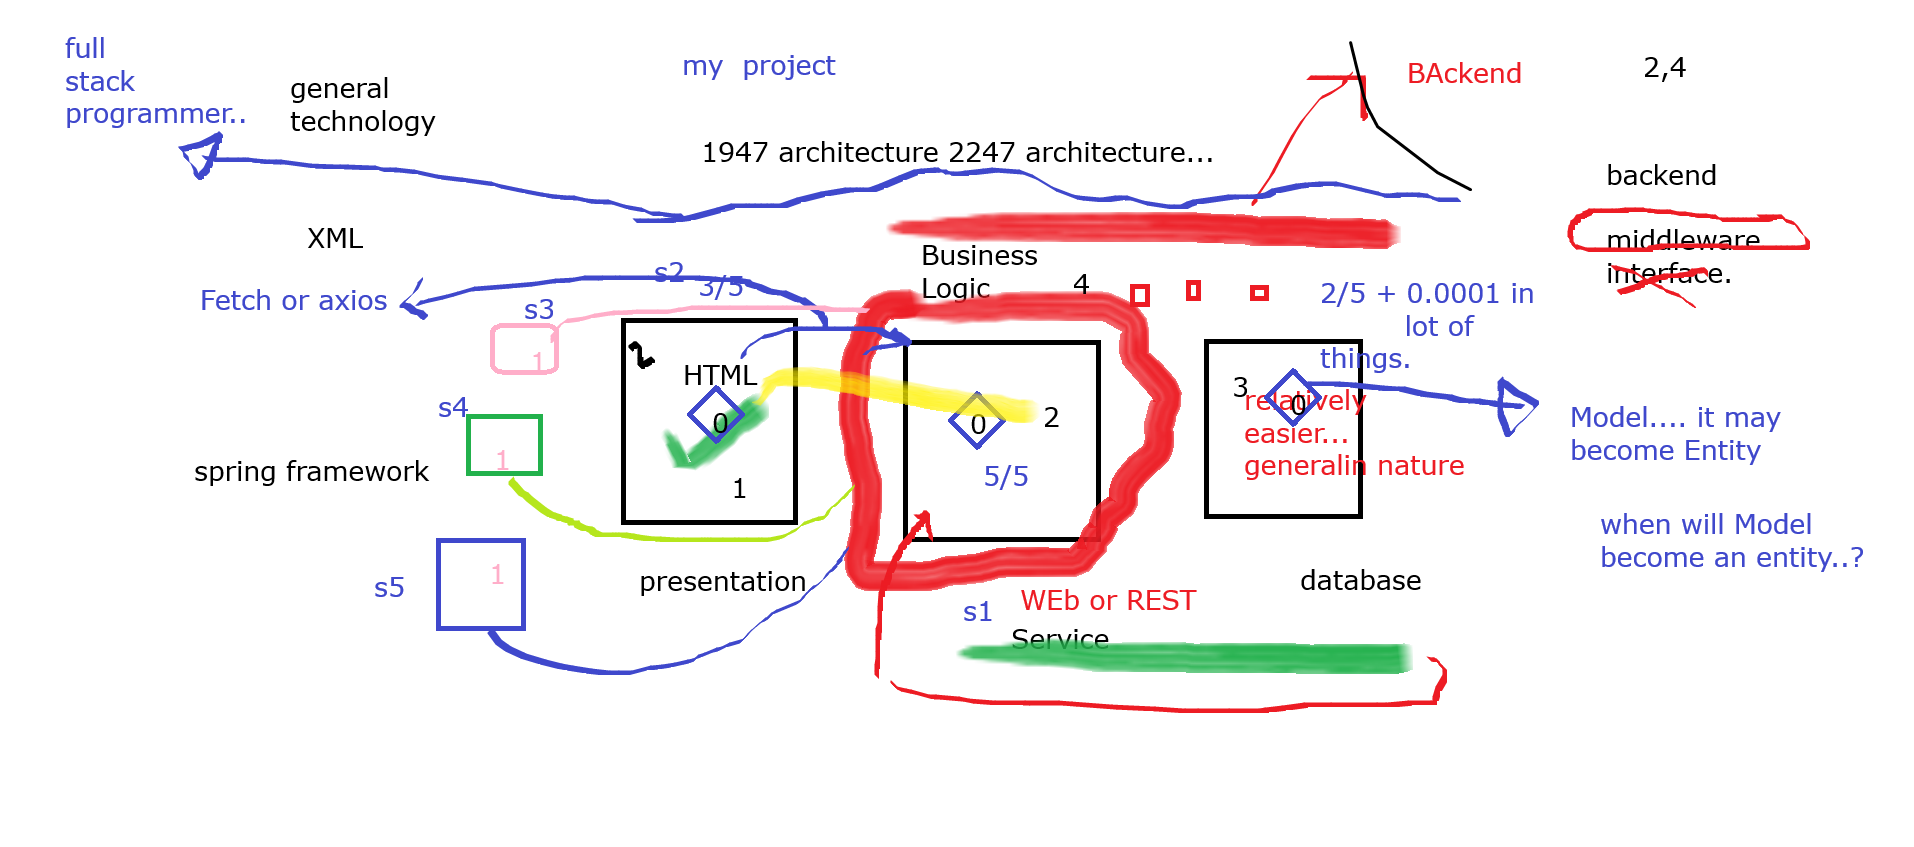 full
stack
programmer..
general
technology
my  project
BAckend
2,4
1947 architecture 2247 architecture...
backend
XML
middleware
interface.
Business
Logic
4
s2
3/5
Fetch or axios
s3
2/5 + 0.0001 in
lot of
things.
1
2
HTML
0
1
0
2
5/5
3
0
relatively
easier...
generalin nature
Model.... it may
become Entity
s4
1
spring framework
when will Model
become an entity..?
s5
1
presentation
database
s1
WEb or REST
Service